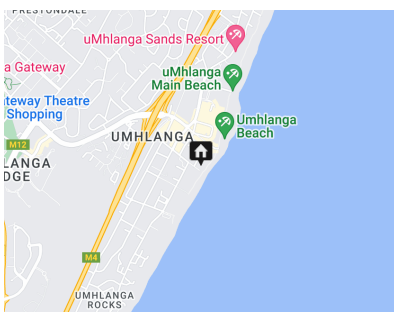 PRESTONDALE
uMhlanga Sands Resort
a Gateway
uMhlanga
Main Beach
ateway Theatre
Shopping
Umhlanga
Beach
UMHLANGA
M12
LANGA
DGE
M4
UMHLANGA
ROCKS